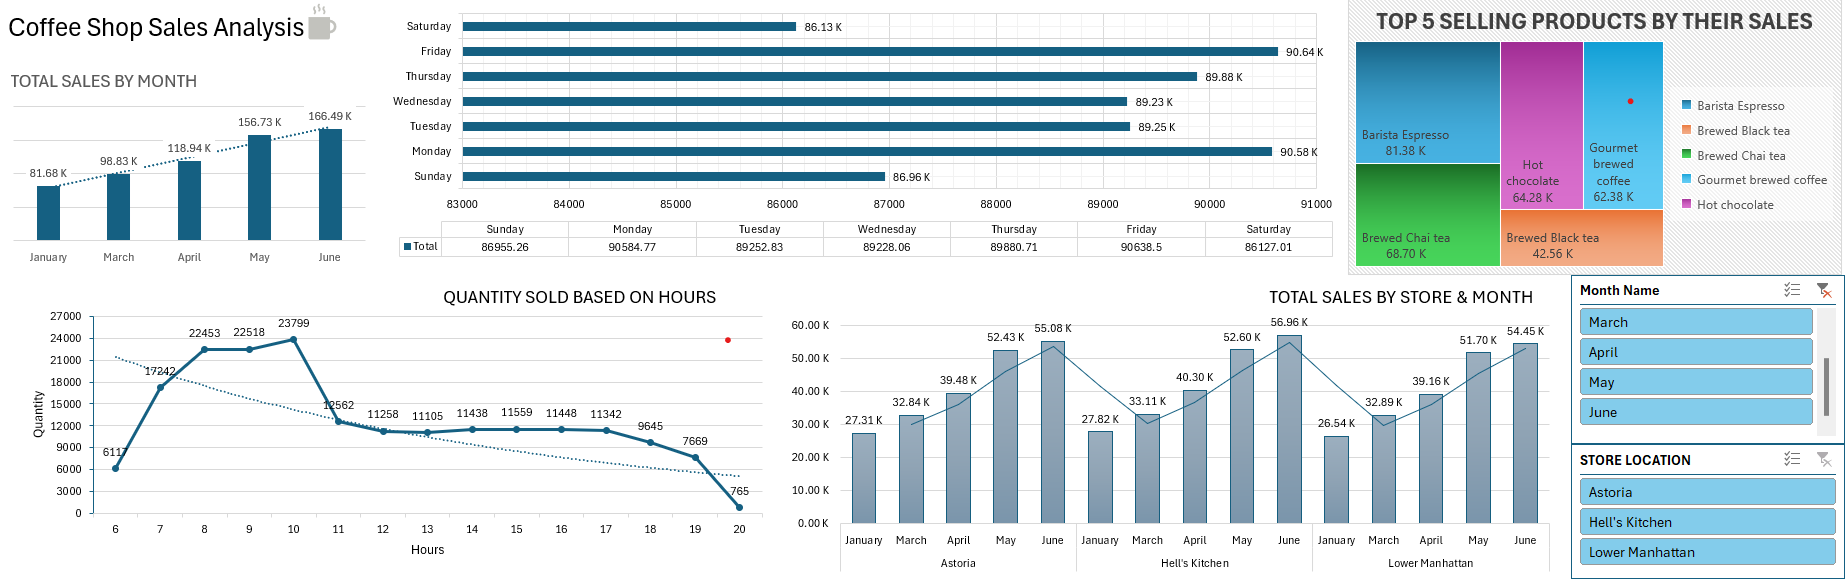 Coffee Shop Sales Analysis
TOTAL SALES BY MONTH
81.68 K
98.83 K
118.94 K
156.73 K
166.49 K
January March April May June
Saturday 86.13 K
Friday 90.64 K
Thursday 89.88 K
Wednesday 89.23 K
Tuesday 89.25 K
Monday 90.58 K
Sunday 86.96 K
83000 84000 85000 86000 87000 88000 89000 90000 91000
Sunday Monday Tuesday Wednesday Thursday Friday Saturday
Total 86955.26 90584.77 89252.83 89228.06 89880.71 90638.5 86127.01
TOP 5 SELLING PRODUCTS BY THEIR SALES
Barista Espresso
81.38 K
Brewed Chai tea
68.70 K
Hot
chocolate
64.28 K
Gourmet
brewed
coffee
62.38 K
Brewed Black tea
42.56 K
Barista Espresso
Brewed Black tea
Brewed Chai tea
Gourmet brewed coffee
Hot chocolate
QUANTITY SOLD BASED ON HOURS
Quantity
27000
24000
21000
18000
15000
12000
9000
6000
3000
0
6117
17242
22453
22518
23799
12562
11258
11105
11438
11559
11448
11342
9645
7669
765
6 7 8 9 10 11 12 13 14 15 16 17 18 19 20
Hours
TOTAL SALES BY STORE & MONTH
60.00 K
50.00 K
40.00 K
30.00 K
20.00 K
10.00 K
0.00 K
27.31 K
32.84 K
39.48 K
52.43 K
55.08 K
27.82 K
33.11 K
40.30 K
52.60 K
56.96 K
26.54 K
32.89 K
39.16 K
51.70 K
54.45 K
January March April May June January March April May June January March April May June
Astoria Hell's Kitchen Lower Manhattan
Month Name
March
April
May
June
STORE LOCATION
Astoria
Hell's Kitchen
Lower Manhattan